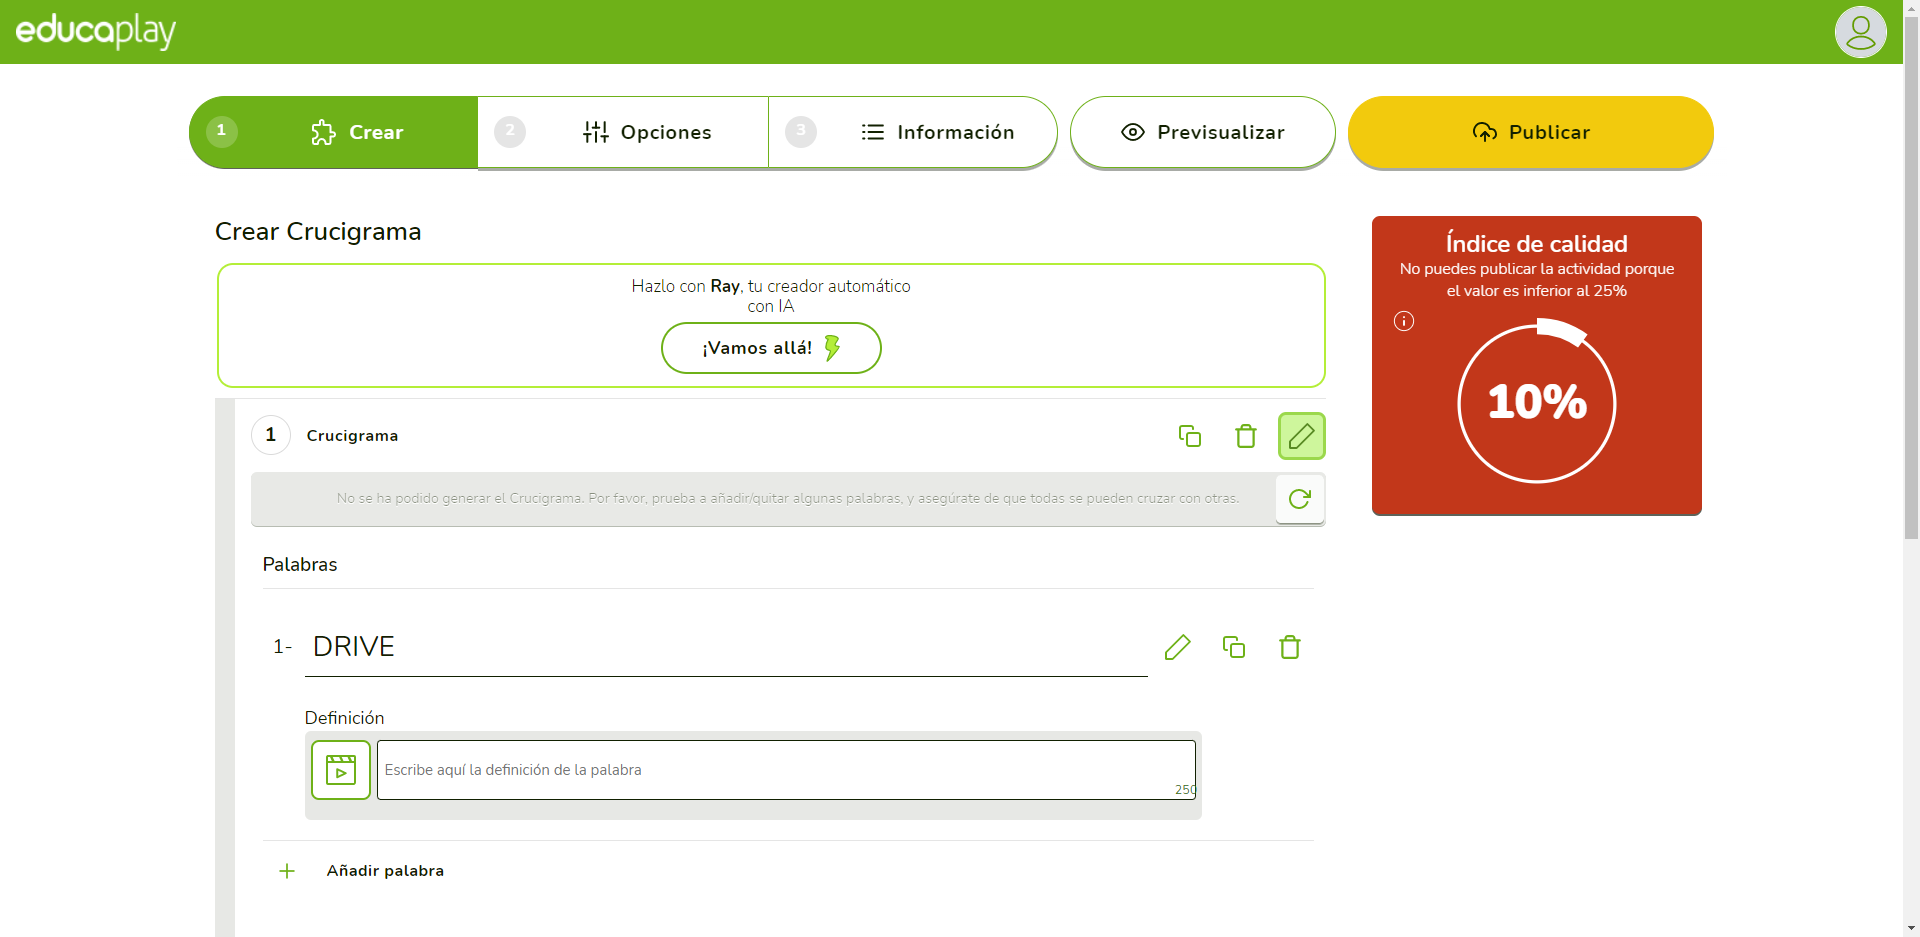 educaplay
1 Crear
2 Opciones
3 Información
Previsualizar
Publicar
Crear Crucigrama
Hazlo con Ray, tu creador automático
con IA
¡Vamos allá!
Índice de calidad
No puedes publicar la actividad porque
el valor es inferior al 25%
10%
1 Crucigrama
No se ha podido generar el Crucigrama. Por favor, prueba a añadir/quitar algunas palabras, y asegúrate de que todas se pueden cruzar con otras.
Palabras
1- DRIVE
Definición
Escribe aquí la definición de la palabra
250
+ Añadir palabra